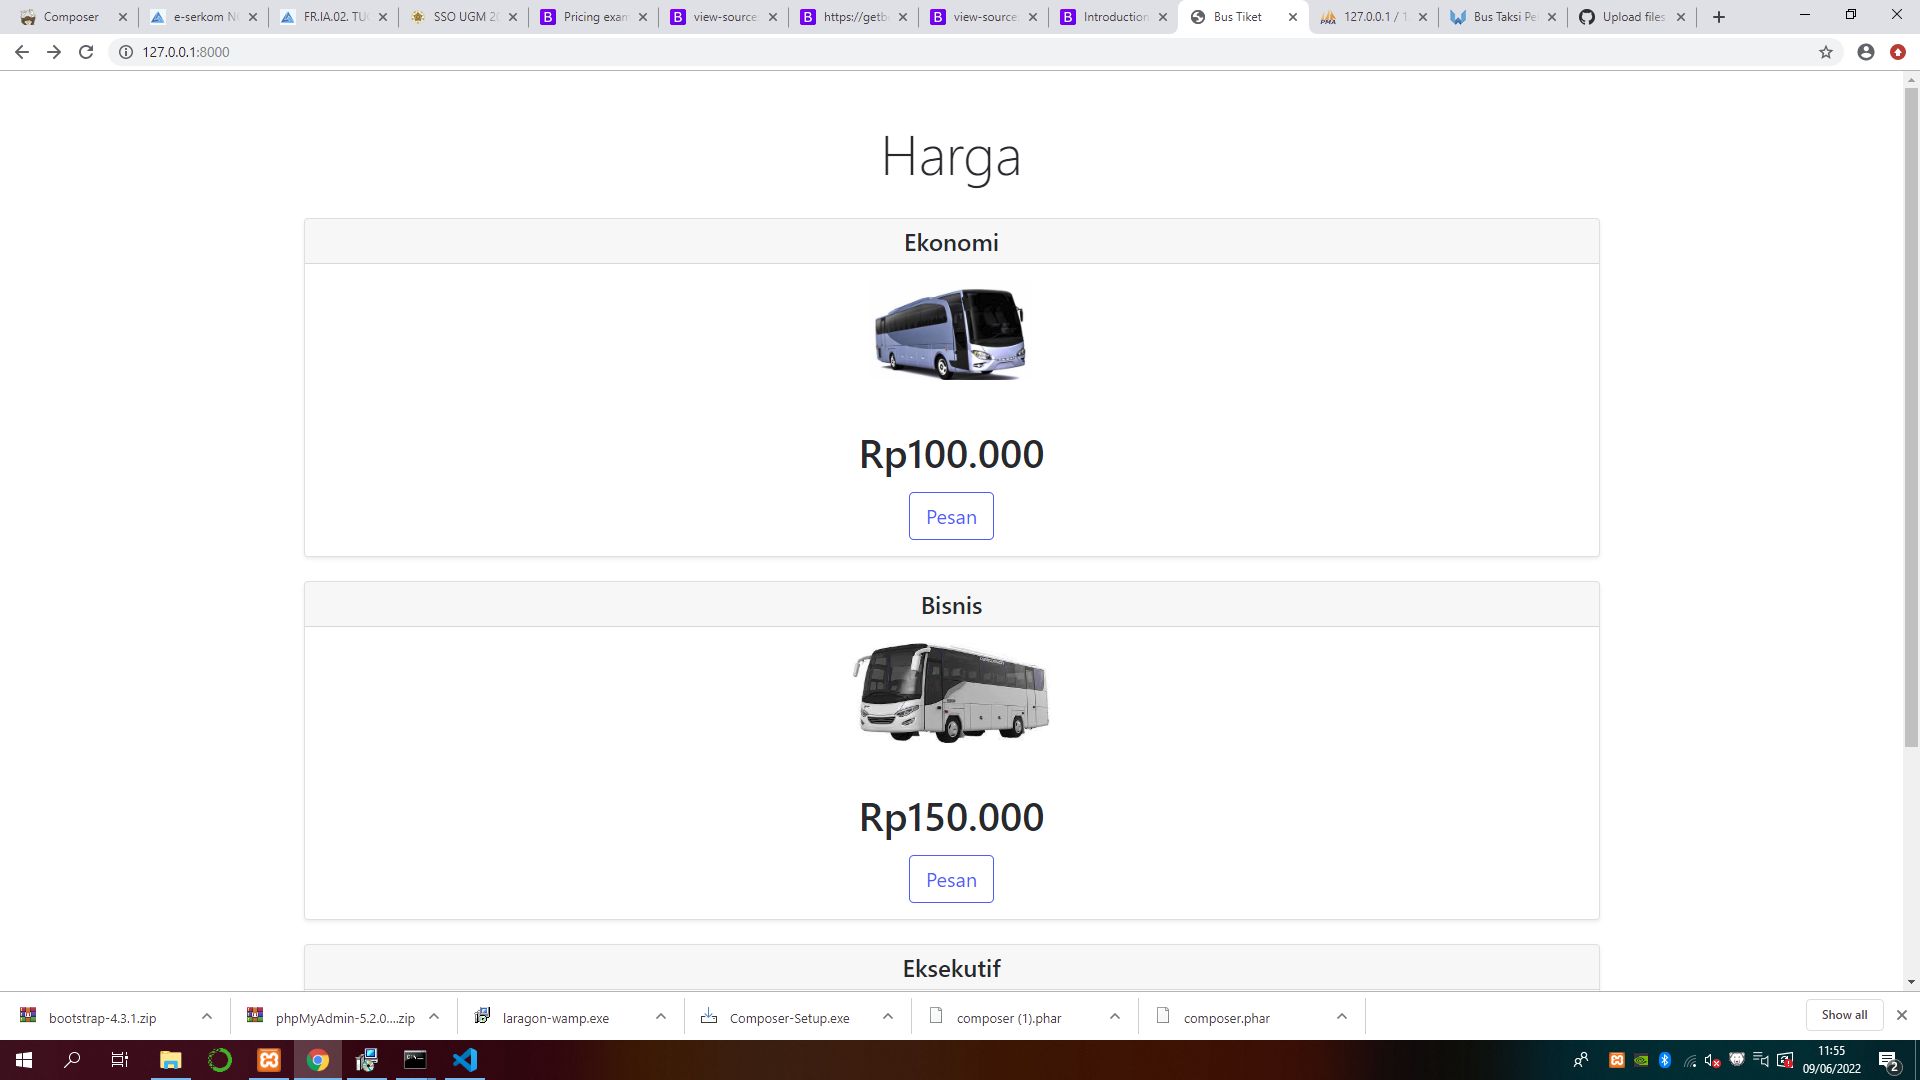 Composer
e-serkom N
FR.IA.02. TU
SSO UGM 20
Pricing exam
view-source:
https://getb
view-source:
Introduction
Bus Tiket
127.0.0.1 / 1
Bus Taksi Pe
Upload files
127.0.0.1:8000
Harga
Ekonomi
Rp100.000
Pesan
Bisnis
Rp150.000
Pesan
Eksekutif
bootstrap-4.3.1.zip
phpMyAdmin-5.2.0....zip
laragon-wamp.exe
Composer-Setup.exe
composer (1).phar
composer.phar
Show all
11:55
09/06/2022
2